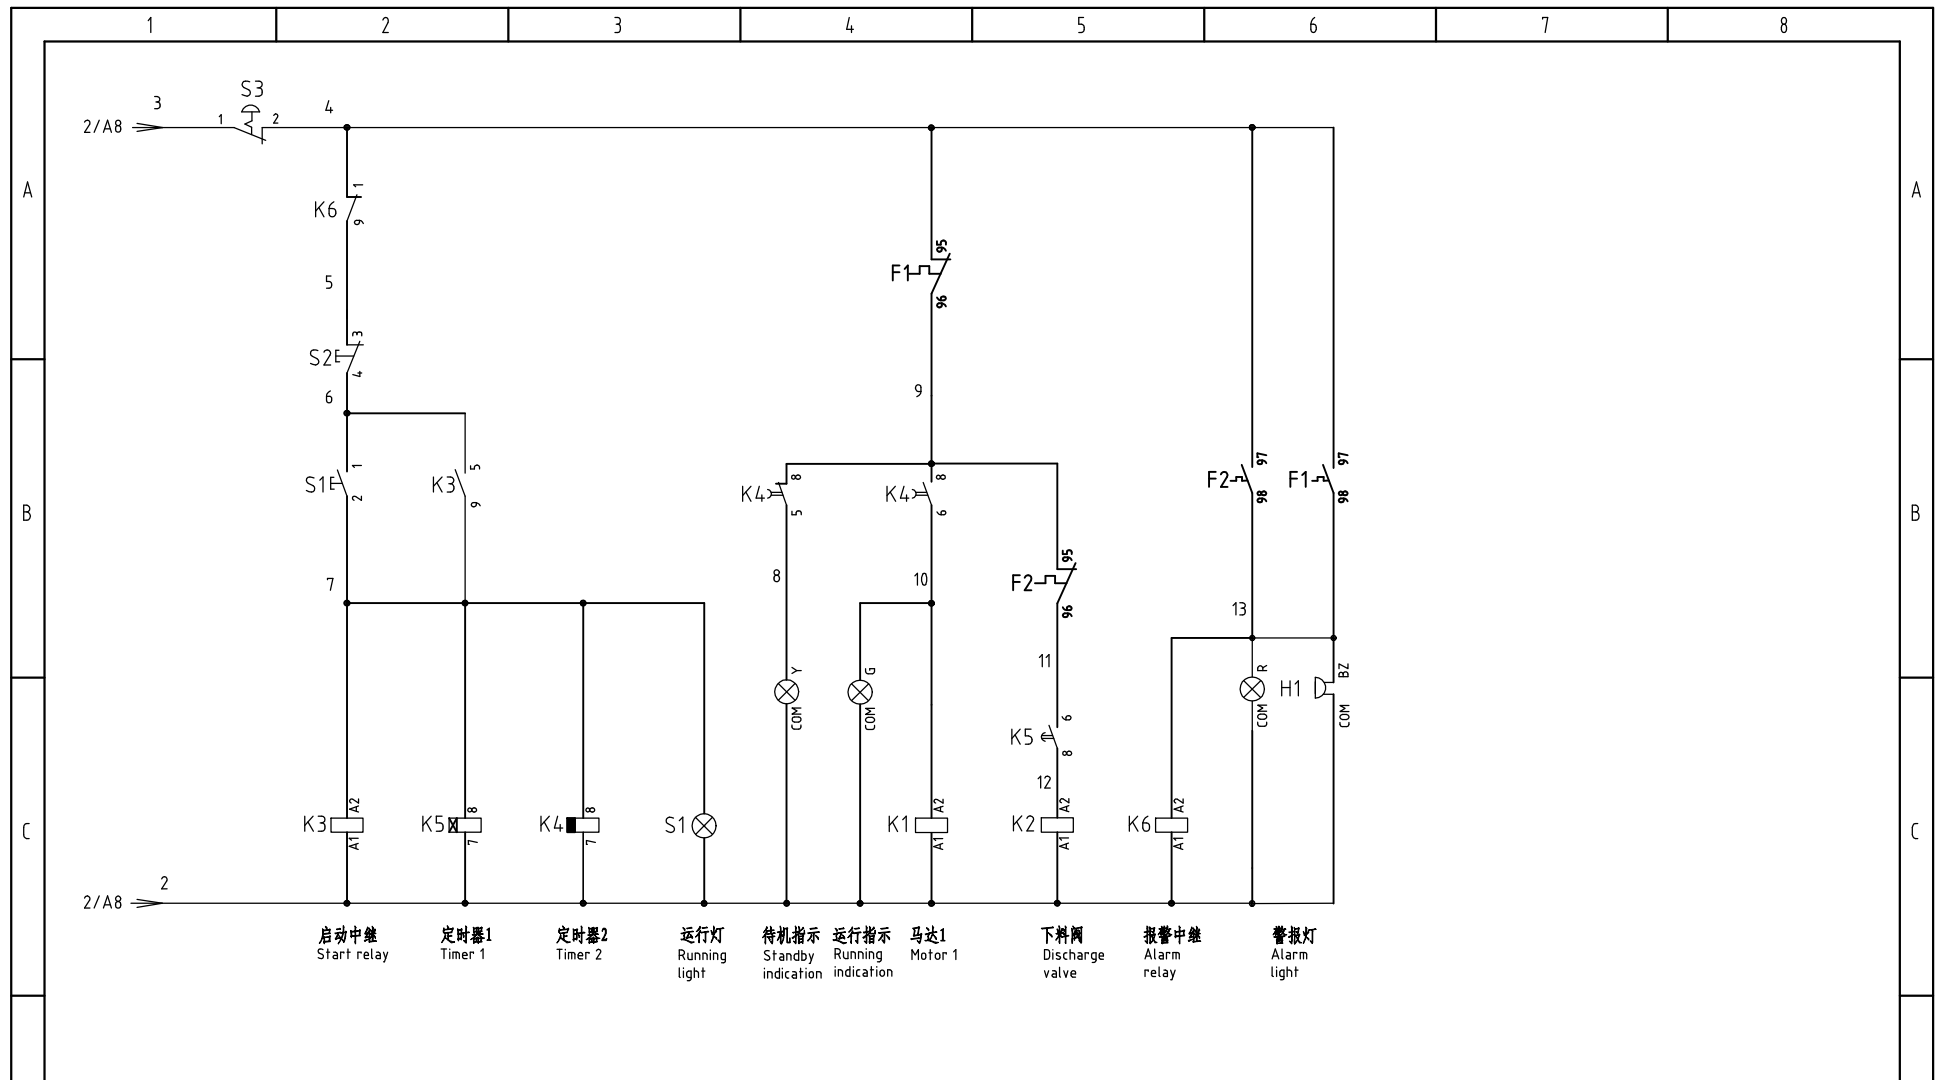 1 2 3 4 5 6 7 8
S3
3 4
2/A8 1 2
A A
1
K6
9
95
F1
96
5
3
S2
4
6
9
1 5 8 8 97 97
S1 K3 K4 K4 F2 F1
2 9 5 6 98 98
B B
95
F2
96
7 8 10
13
11
Y G R BZ
H1
COM COM COM COM
6
K5
8
12
A2 8 8 A2 A2 A2
K3 K5 K4 S1 K1 K2 K6
A1 7 7 A1 A1 A1
C C
2
2/A8
启动中继 定时器1 定时器2 运行灯 待机指示 运行指示 马达1 下料阀 报警中继 警报灯
Start relay Timer 1 Timer 2 Running Standby Running Motor 1 Discharge Alarm Alarm
light indication indication valve relay light